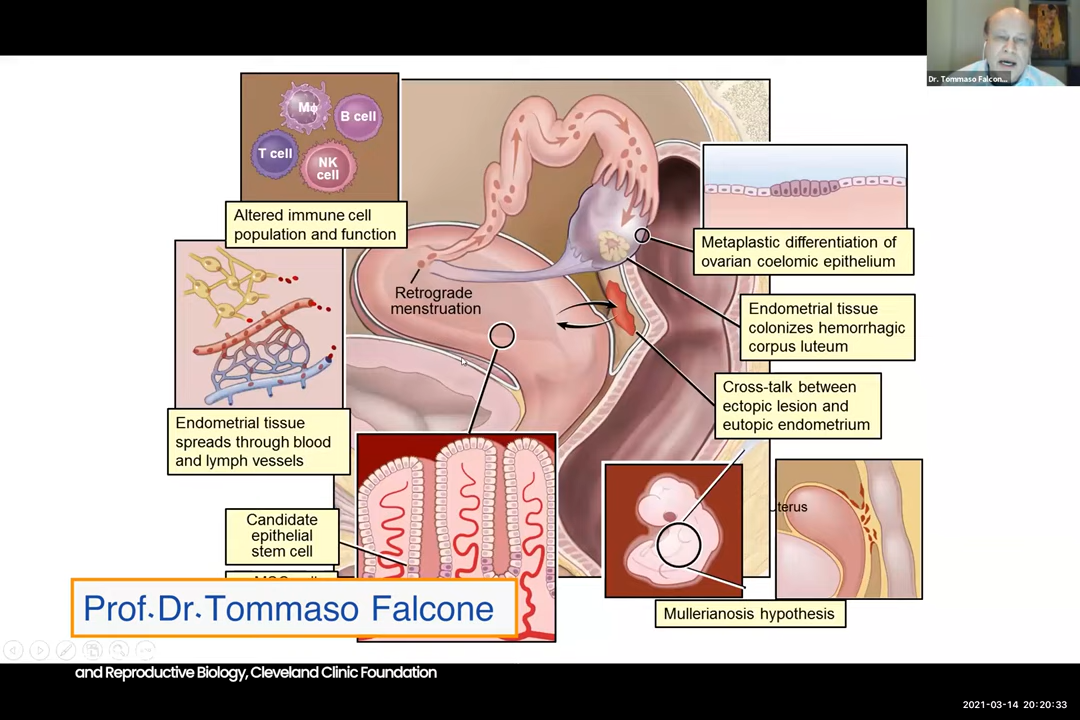 Dr. Tommaso Falcon...
Mϕ
B cell
T cell
NK
cell
Altered immune cell
population and function
Retrograde
menstruation
Metaplastic differentiation of
ovarian coelomic epithelium
Endometrial tissue
colonizes hemorrhagic
corpus luteum
Cross-talk between
ectopic lesion and
eutopic endometrium
Endometrial tissue
spreads through blood
and lymph vessels
Candidate
epithelial
stem cell
uterus
Mullerianosis hypothesis
Prof.Dr.Tommaso Falcone
and Reproductive Biology, Cleveland Clinic Foundation
2021-03-14 20:20:33